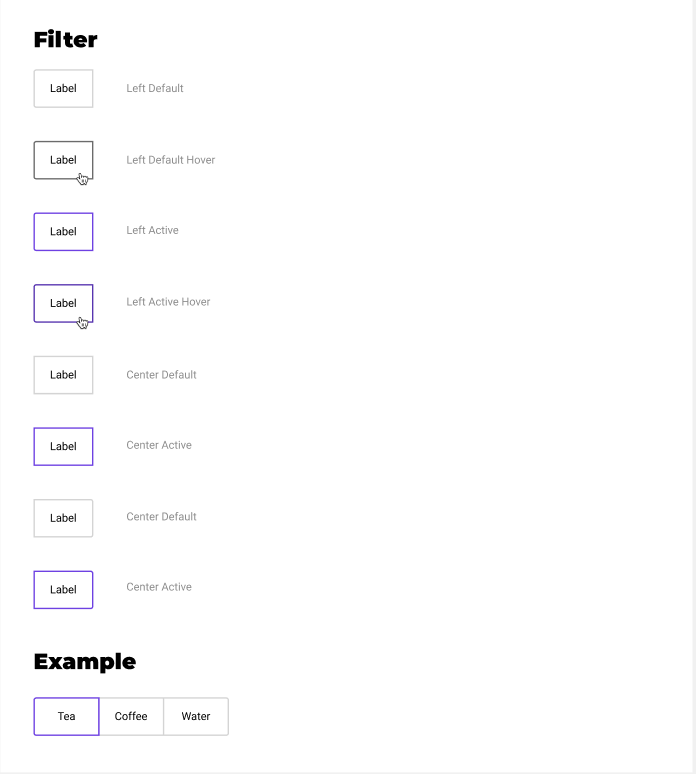 Filter
Label Left Default
Label Left Default Hover
Label Left Active
Label Left Active Hover
Label Center Default
Label Center Active
Label Center Default
Label Center Active
Example
Tea Coffee Water